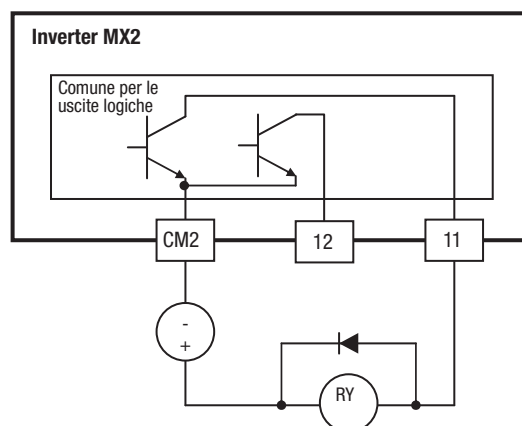 Inverter MX2
Comune per le
uscite logiche
CM2
12
11
-
+
RY